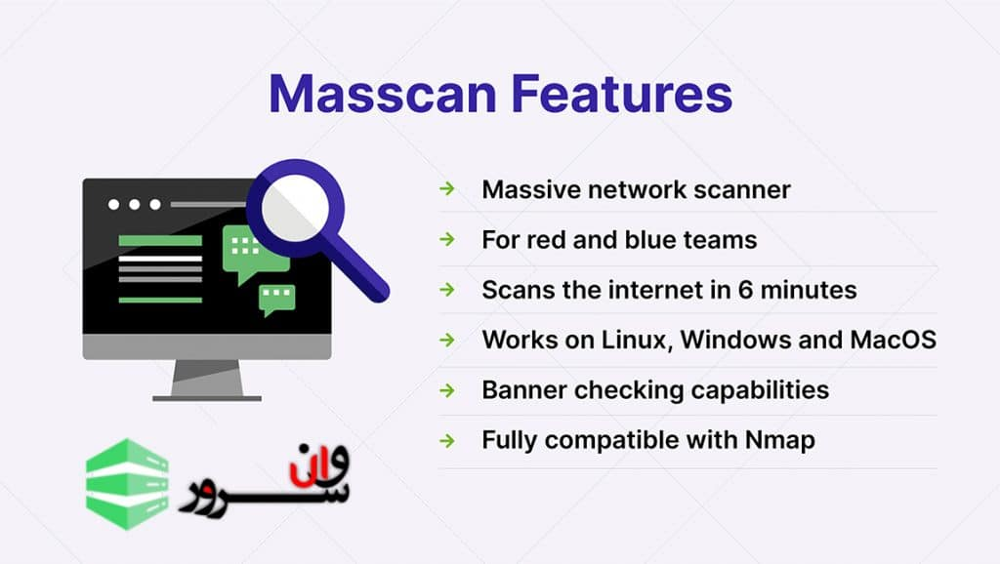 Masscan Features
Massive network scanner
For red and blue teams
Scans the internet in 6 minutes
Works on Linux, Windows and MacOS
Banner checking capabilities
Fully compatible with Nmap
وان
سرور